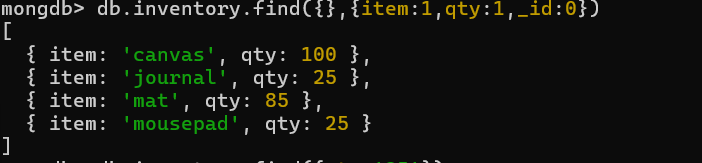 mongdb> db.inventory.find({},{item:1,qty:1,_id:0})
[
  { item: 'canvas', qty: 100 },
  { item: 'journal', qty: 25 },
  { item: 'mat', qty: 85 },
  { item: 'mousepad', qty: 25 }
]